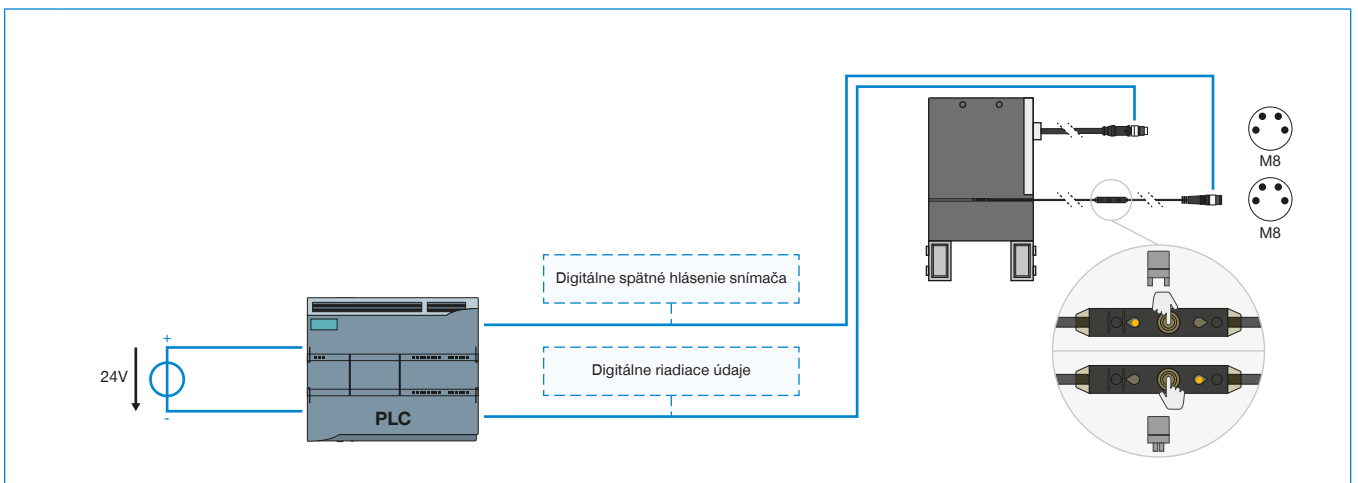 M8
M8
Digitálne spätné hlásenie snímača
Digitálne riadiace údaje
+
24V
-
PLC